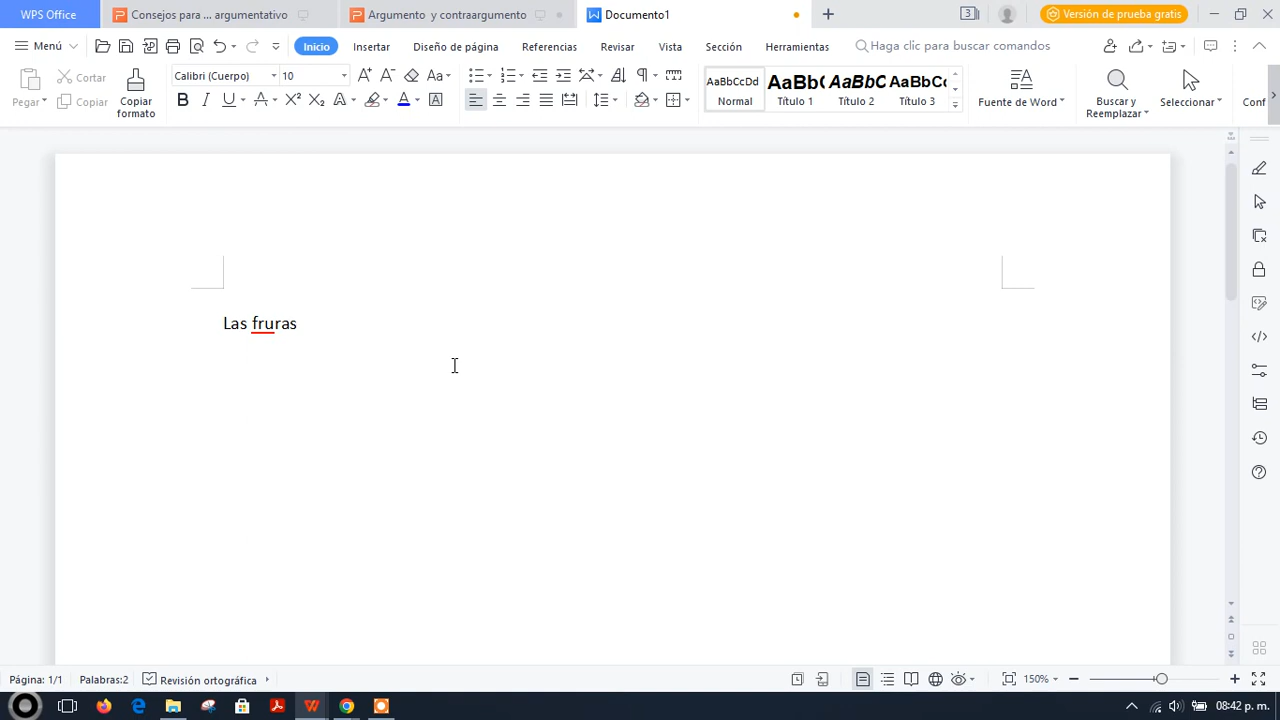 WPS Office
Consejos para ... argumentativo
Argumento y contraargumento
Documento1
3
Versión de prueba gratis
Menú
Inicio
Insertar
Diseño de página
Referencias
Revisar
Vista
Sección
Herramientas
Haga clic para buscar comandos
Pegar
Cortar
Copiar
Copiar formato
Calibri (Cuerpo)
10
AaBbCcDd
Normal
AaBb(
Título 1
AaBbC
Título 2
AaBbCc
Título 3
Fuente de Word
Buscar y Reemplazar
Seleccionar
Conf
Las fruras
Página: 1/1
Palabras:2
Revisión ortográfica
150%
08:42 p. m.